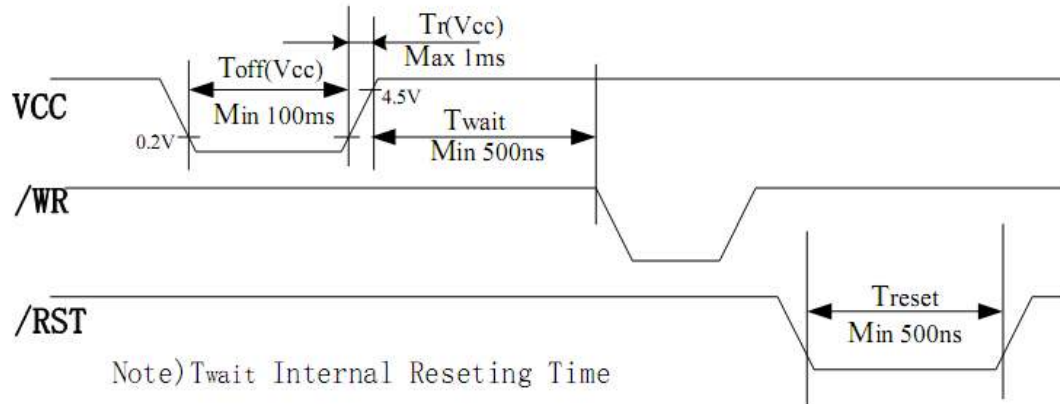 Tr(Vcc)
Max 1ms
Toff(Vcc)
Min 100ms
4.5V
VCC
0.2V
Twait
Min 500ns
/WR
Treset
Min 500ns
/RST
Note)Twait Internal Reseting Time